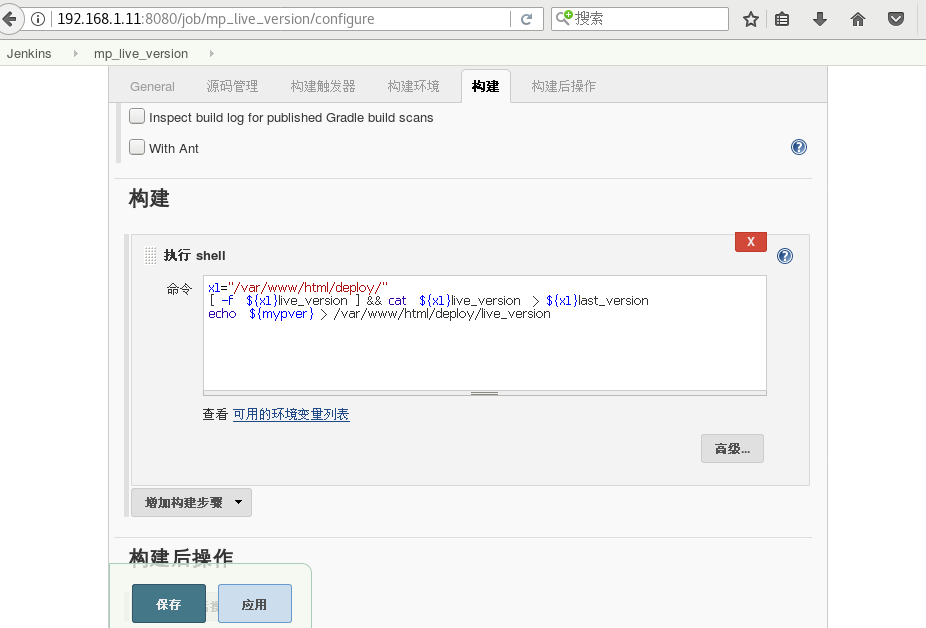 192.168.1.11:8080/job/mp_live_version/configure
搜索
Jenkins
mp_live_version
General
源码管理
构建触发器
构建环境
构建
构建后操作
Inspect build log for published Gradle build scans
With Ant
构建
X
执行 shell
命令
xl="/var/www/html/deploy/"
[ -f ${xl}live_version ] && cat ${xl}live_version > ${xl}last_version
echo ${mypver} > /var/www/html/deploy/live_version
查看 可用的环境变量列表
高级...
增加构建步骤
构建后操作
保存
应用